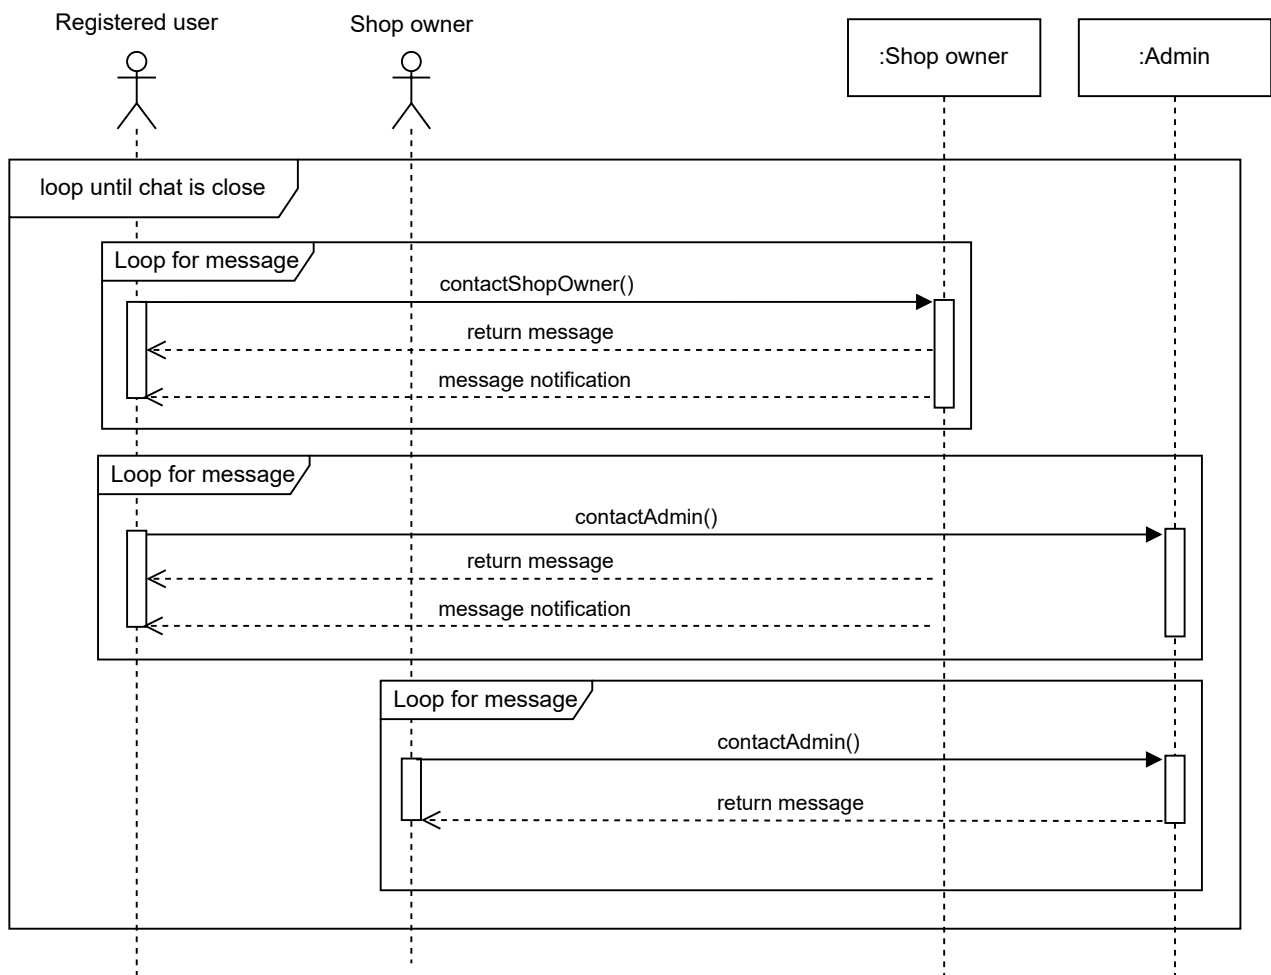 Registered user
Shop owner
:Shop owner
:Admin
loop until chat is close
Loop for message
contactShopOwner()
return message
message notification
Loop for message
contactAdmin()
return message
message notification
Loop for message
contactAdmin()
return message